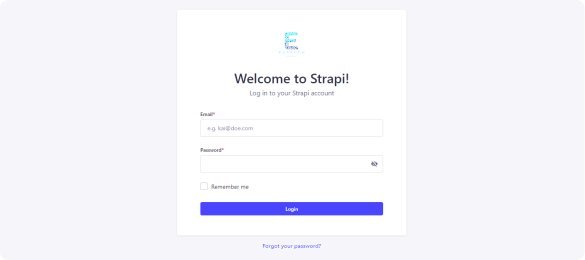 Welcome to Strapi!
Log in to your Strapi account
Email*
e.g. kai@doe.com
Password*
Remember me
Login
Forgot your password?